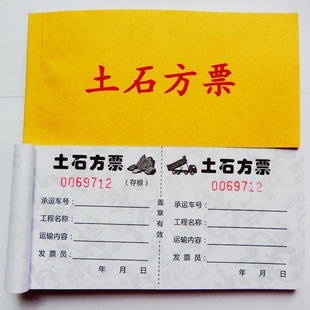 土石方票
土石方票
0069712
（存根）
承运车号：
工程名称：
运输内容：
发票员：
年 月 日
盖章有效
土石方票
0069712
承运车号：
工程名称：
运输内容：
发票员：
年 月 日